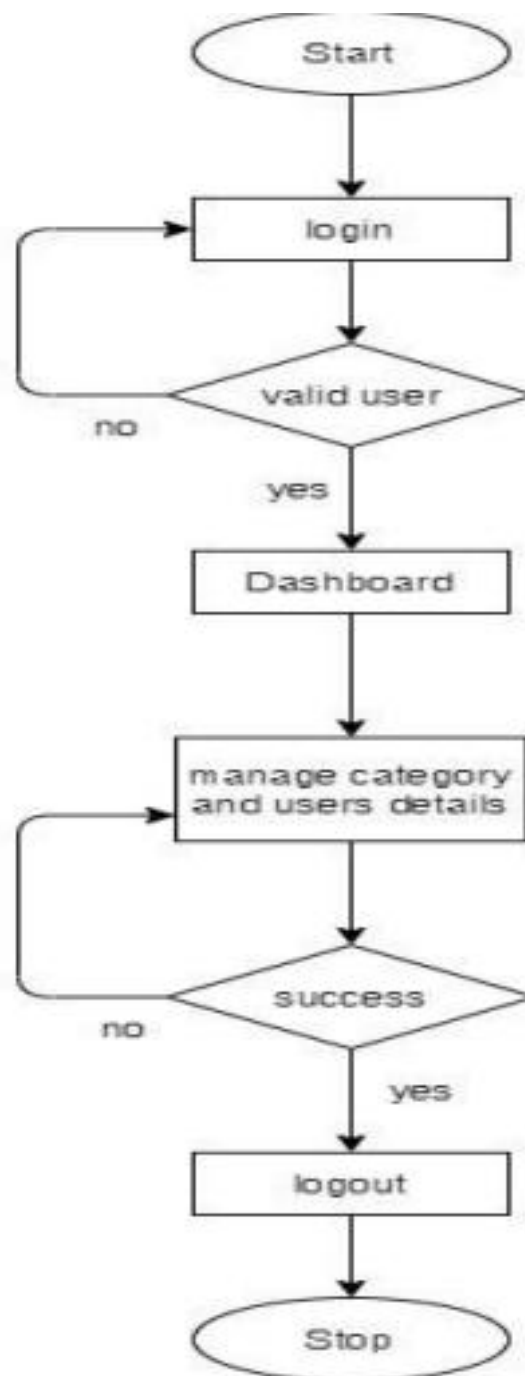 Start
login
valid user
no
yes
Dashboard
manage category
and users details
success
no
yes
logout
Stop